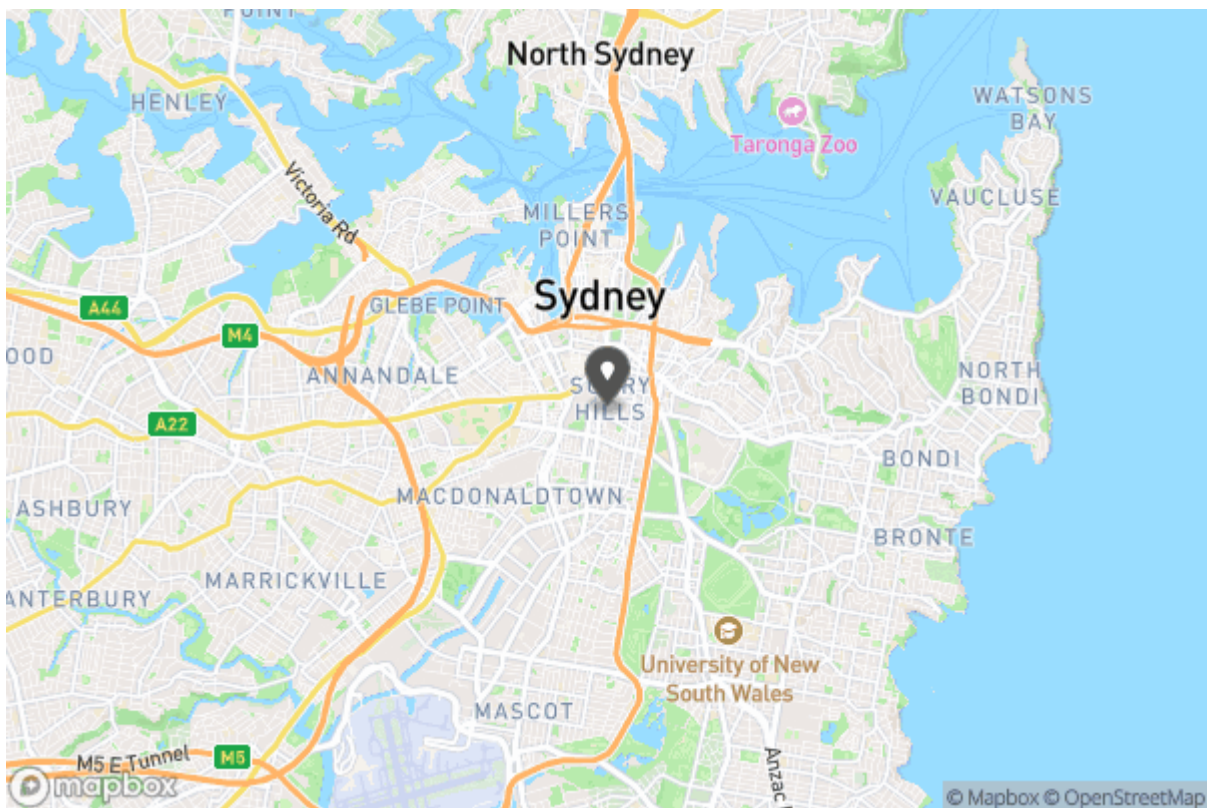 POINT
North Sydney
HENLEY
WATSONS
BAY
Taronga Zoo
Victoria Rd
VAUCLUSE
MILLERS
POINT
Sydney
A44
GLEBE POINT
M4
OOD
ANNANDALE
HILLS
NORTH
BONDI
A22
BONDI
MACDONALDTOWN
ASHBURY
BRONTE
MARRICKVILLE
ANTERBURY
University of New
South Wales
MASCOT
M5 E Tunnel
M5
Anzac
mapbox
© Mapbox © OpenStreetMap